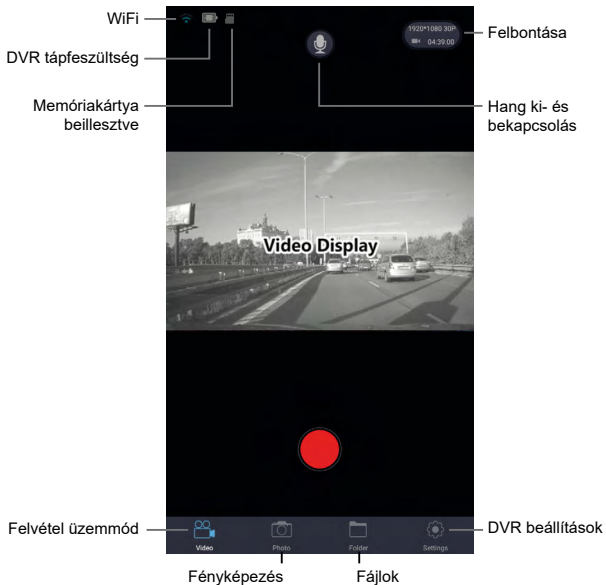 WiFi
DVR tápfeszültség
Memóriakártya
beillesztve
1920*1080 30P
04:39:00
Felbontása
Hang ki- és
bekapcsolás
Video Display
Felvétel üzemmód
Video
Photo
Folder
Settings
DVR beállítások
Fényképezés
Fájlok